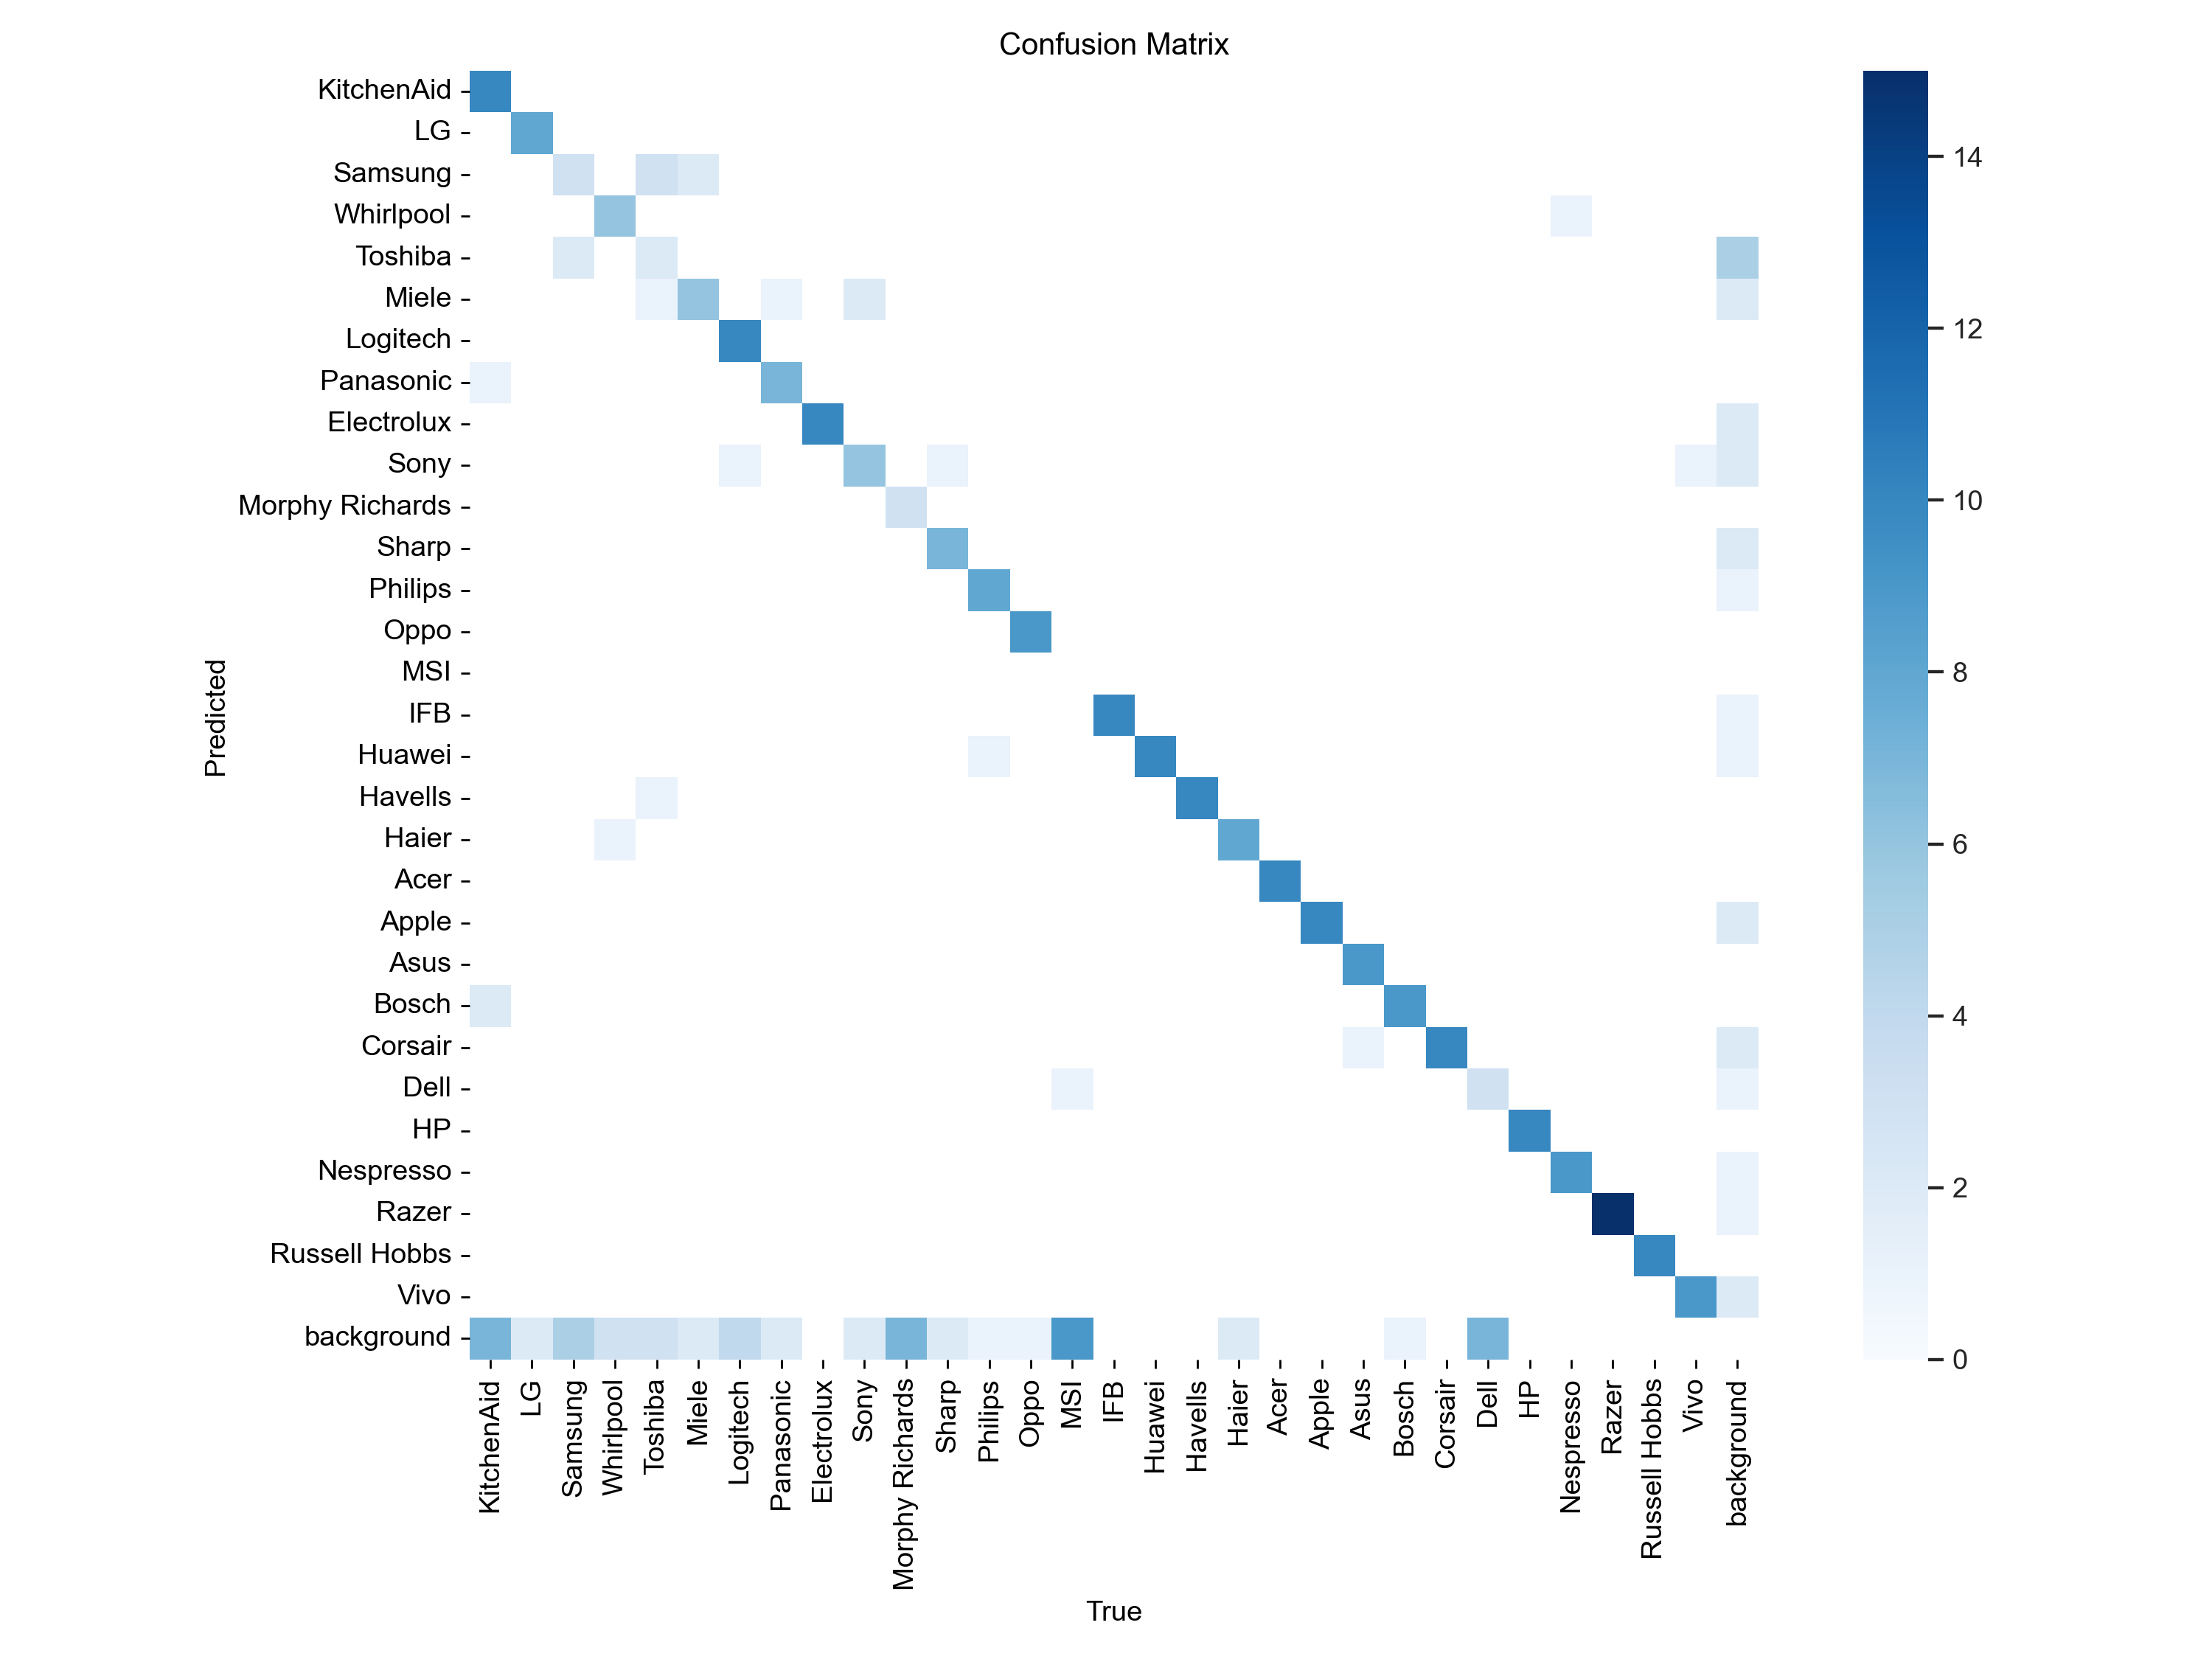 Confusion Matrix
KitchenAid
LG
Samsung
Whirlpool
Toshiba
Miele
Logitech
Panasonic
Electrolux
Sony
Morphy Richards
Sharp
Philips
Oppo
MSI
IFB
Huawei
Havells
Haier
Acer
Apple
Asus
Bosch
Corsair
Dell
HP
Nespresso
Razer
Russell Hobbs
Vivo
background
Predicted
KitchenAid
LG
Samsung
Whirlpool
Toshiba
Miele
Logitech
Panasonic
Electrolux
Sony
Morphy Richards
Sharp
Philips
Oppo
MSI
IFB
Huawei
Havells
Haier
Acer
Apple
Asus
Bosch
Corsair
Dell
HP
Nespresso
Razer
Russell Hobbs
Vivo
background
True
14
12
10
8
6
4
2
0